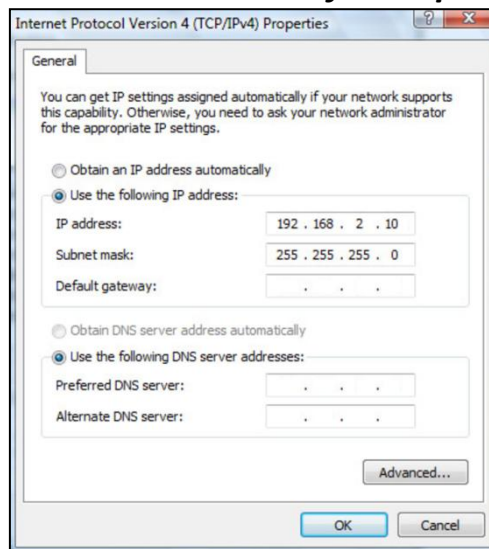 Internet Protocol Version 4 (TCP/IPv4) Properties
General
You can get IP settings assigned automatically if your network supports
this capability. Otherwise, you need to ask your network administrator
for the appropriate IP settings.
Obtain an IP address automatically
Use the following IP address:
IP address: 192 . 168 . 2 . 10
Subnet mask: 255 . 255 . 255 . 0
Default gateway: . . .
Obtain DNS server address automatically
Use the following DNS server addresses:
Preferred DNS server: . . .
Alternate DNS server: . . .
Advanced...
OK Cancel